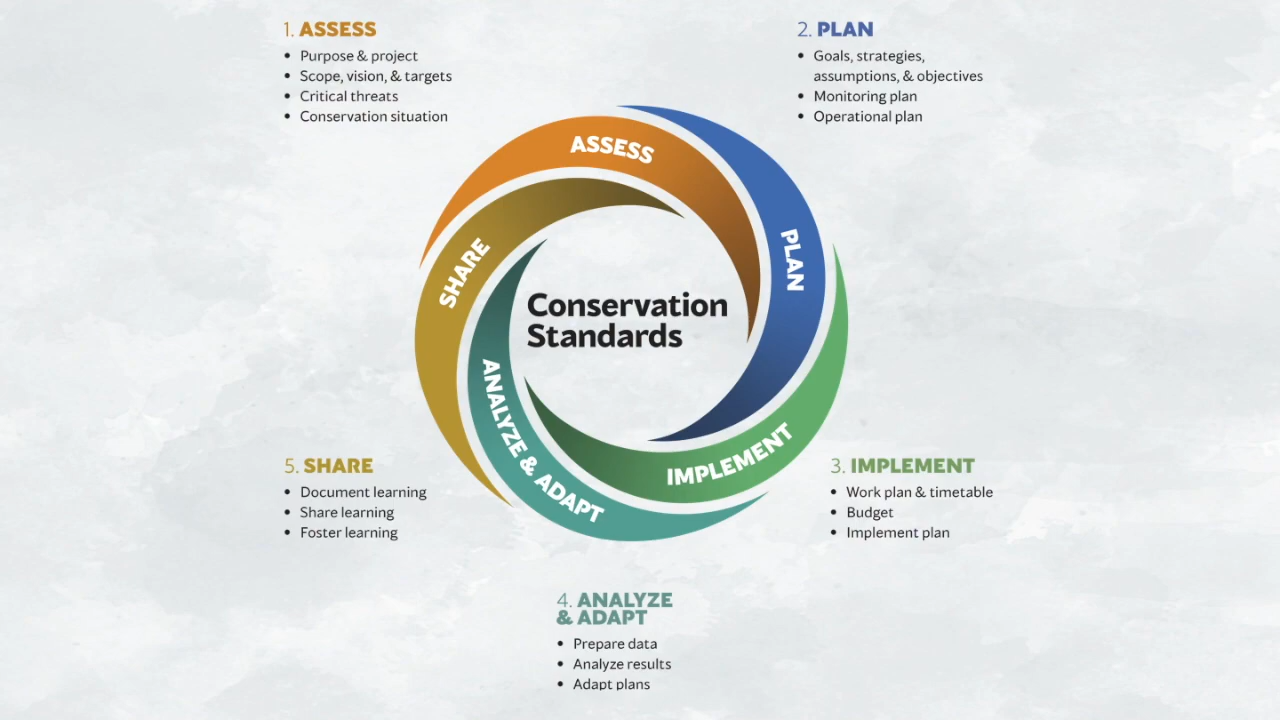 1. ASSESS
• Purpose & project
• Scope, vision, & targets
• Critical threats
• Conservation situation
2. PLAN
• Goals, strategies,
assumptions, & objectives
• Monitoring plan
• Operational plan
ASSESS
PLAN
SHARE
Conservation
Standards
ANALYZE & ADAPT
IMPLEMENT
5. SHARE
• Document learning
• Share learning
• Foster learning
3. IMPLEMENT
• Work plan & timetable
• Budget
• Implement plan
4. ANALYZE
& ADAPT
• Prepare data
• Analyze results
• Adapt plans